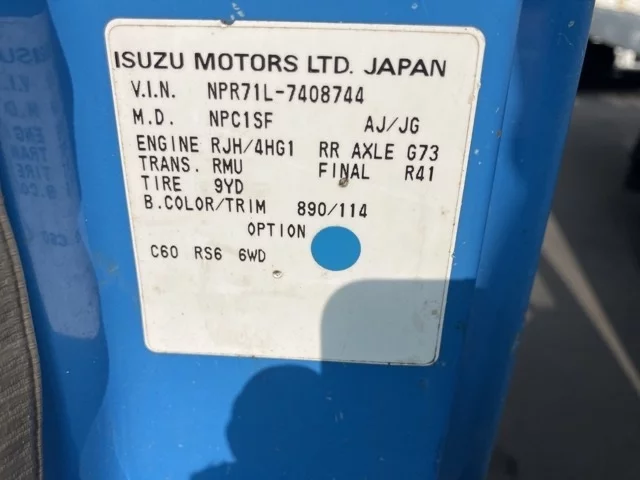 ISUZU MOTORS LTD. JAPAN
V.I.N. NPR71L-7408744
M.D. NPC1SF AJ/JG
ENGINE RJH/4HG1 RR AXLE G73
TRANS. RMU FINAL R41
TIRE 9YD
B.COLOR/TRIM 890/114
OPTION
C60 RS6 6WD